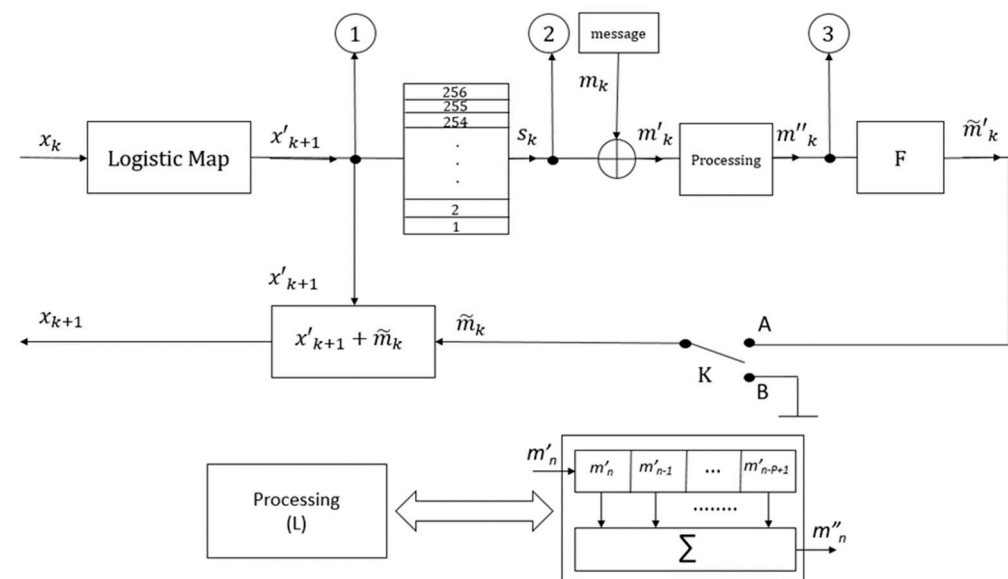 1
2
message
3
m_k
256
255
254
.
.
.
2
1
x_k
Logistic Map
x'_{k+1}
s_k
m'_k
Processing
m''_k
F
m̃'_k
x'_{k+1}
x_{k+1}
x'_{k+1} + m̃_k
m̃_k
K
A
B
Processing
(L)
m'_n
m'_n m'_{n-1} ... m'_{n-p+1}
........
Σ
m''_n